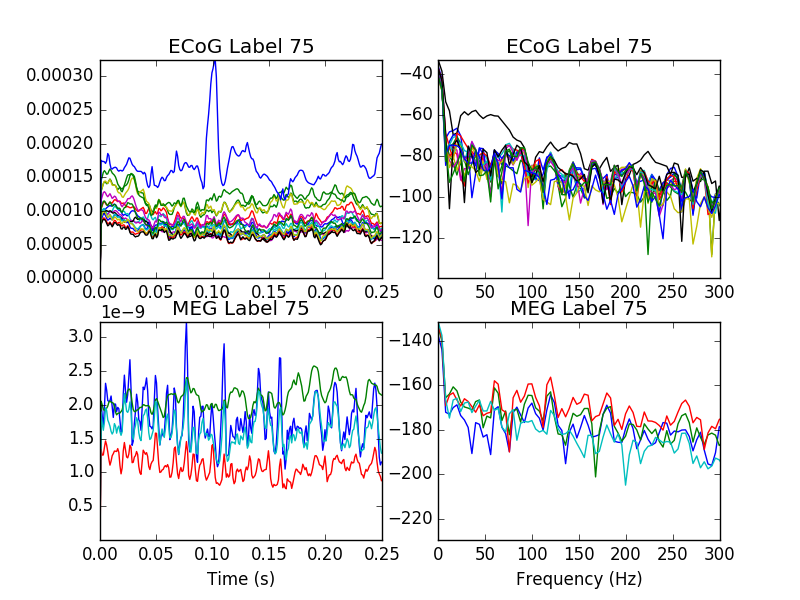 ECoG Label 75
0.00030
0.00025
0.00020
0.00015
0.00010
0.00005
0.00000
0.00 0.05 0.10 0.15 0.20 0.25
ECoG Label 75
−40
−60
−80
−100
−120
0 50 100 150 200 250 300
MEG Label 75
1e−9
3.0
2.5
2.0
1.5
1.0
0.5
0.00 0.05 0.10 0.15 0.20 0.25
Time (s)
MEG Label 75
−140
−160
−180
−200
−220
0 50 100 150 200 250 300
Frequency (Hz)